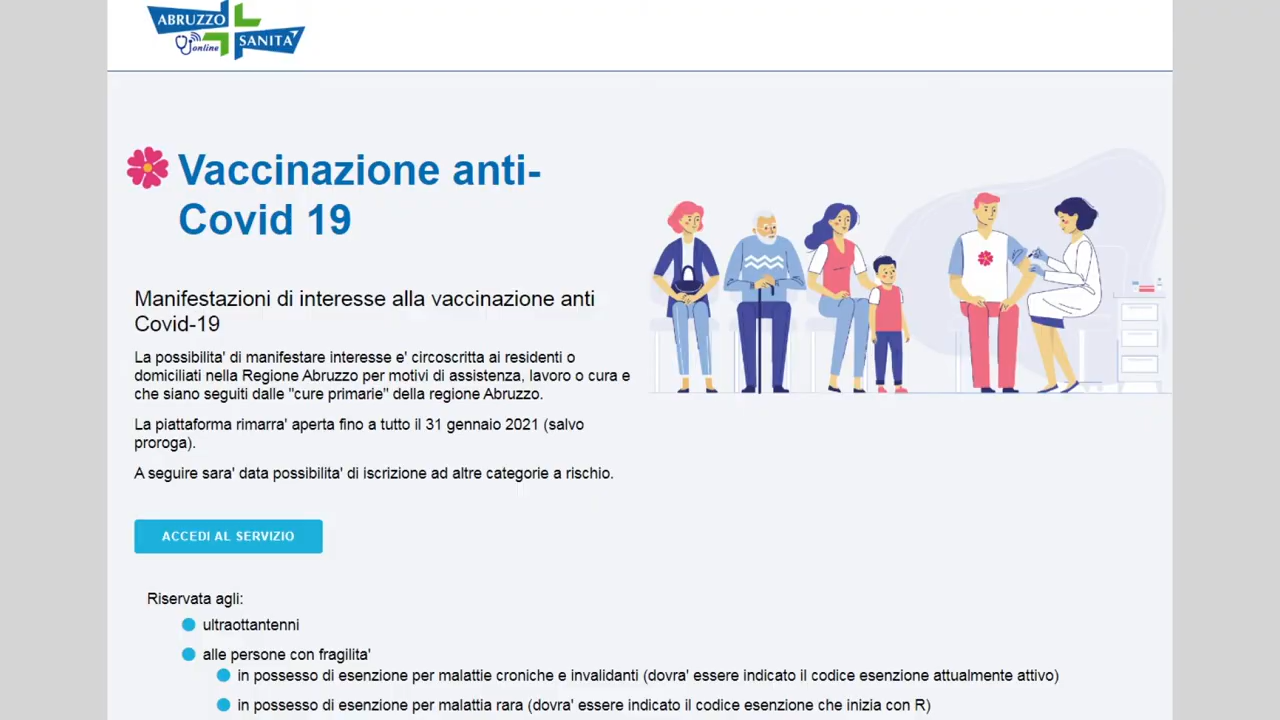 ABRUZZO
online
SANITA'
Vaccinazione anti-
Covid 19
Manifestazioni di interesse alla vaccinazione anti
Covid-19
La possibilita' di manifestare interesse e' circoscritta ai residenti o
domiciliati nella Regione Abruzzo per motivi di assistenza, lavoro o cura e
che siano seguiti dalle "cure primarie" della regione Abruzzo.
La piattaforma rimarra' aperta fino a tutto il 31 gennaio 2021 (salvo
proroga).
A seguire sara' data possibilita' di iscrizione ad altre categorie a rischio.
ACCEDI AL SERVIZIO
Riservata agli:
ultraottantenni
alle persone con fragilita'
in possesso di esenzione per malattie croniche e invalidanti (dovra' essere indicato il codice esenzione attualmente attivo)
in possesso di esenzione per malattia rara (dovra' essere indicato il codice esenzione che inizia con R)